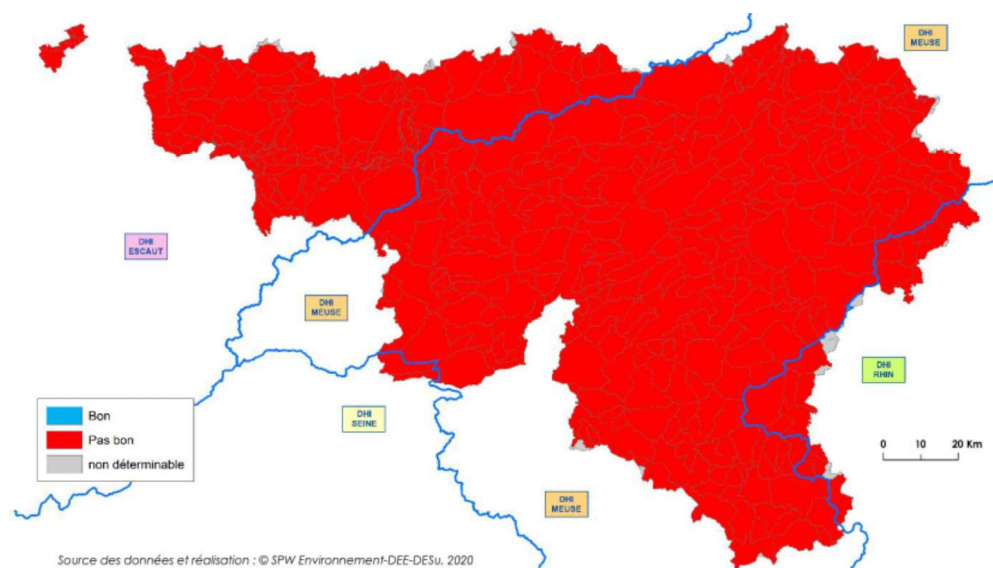 DHI
MEUSE
DHI
ESCAUT
DHI
MEUSE
DHI
RHIN
DHI
SEINE
Bon
Pas bon
non déterminable
0 10 20 Km
DHI
MEUSE
Source des données et réalisation : © SPW Environnement-DEE-DESu, 2020